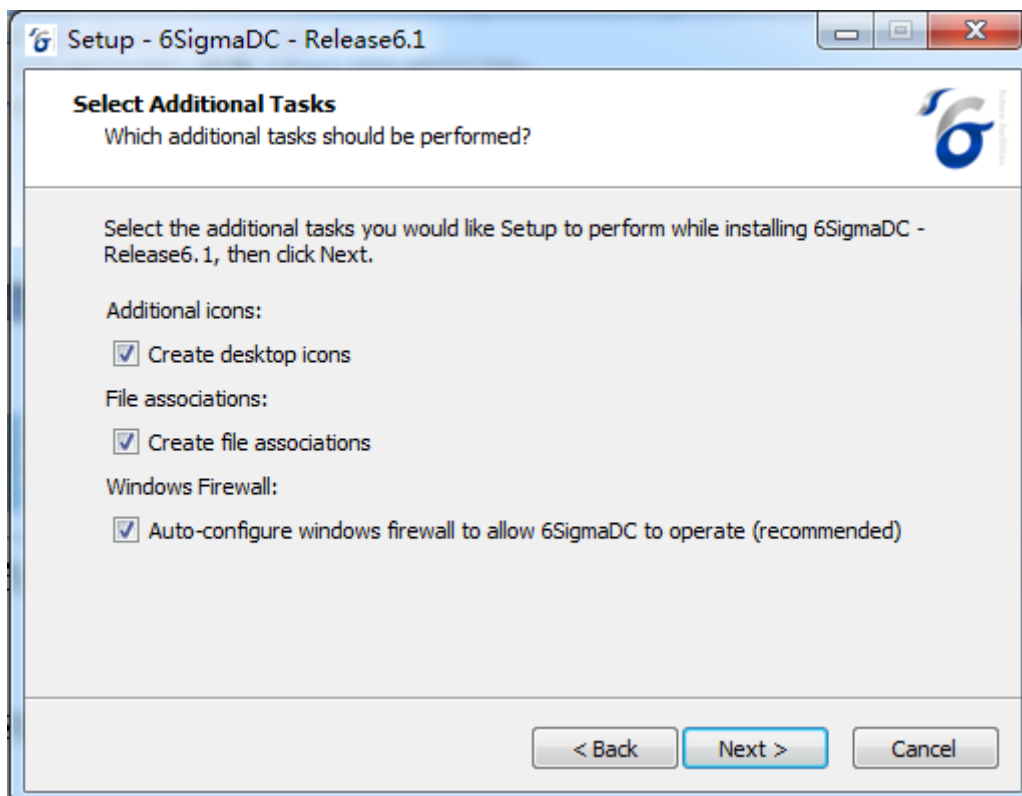 Setup - 6SigmaDC - Release6.1
Select Additional Tasks
Which additional tasks should be performed?
Select the additional tasks you would like Setup to perform while installing 6SigmaDC -
Release6.1, then click Next.
Additional icons:
Create desktop icons
File associations:
Create file associations
Windows Firewall:
Auto-configure windows firewall to allow 6SigmaDC to operate (recommended)
< Back
Next >
Cancel